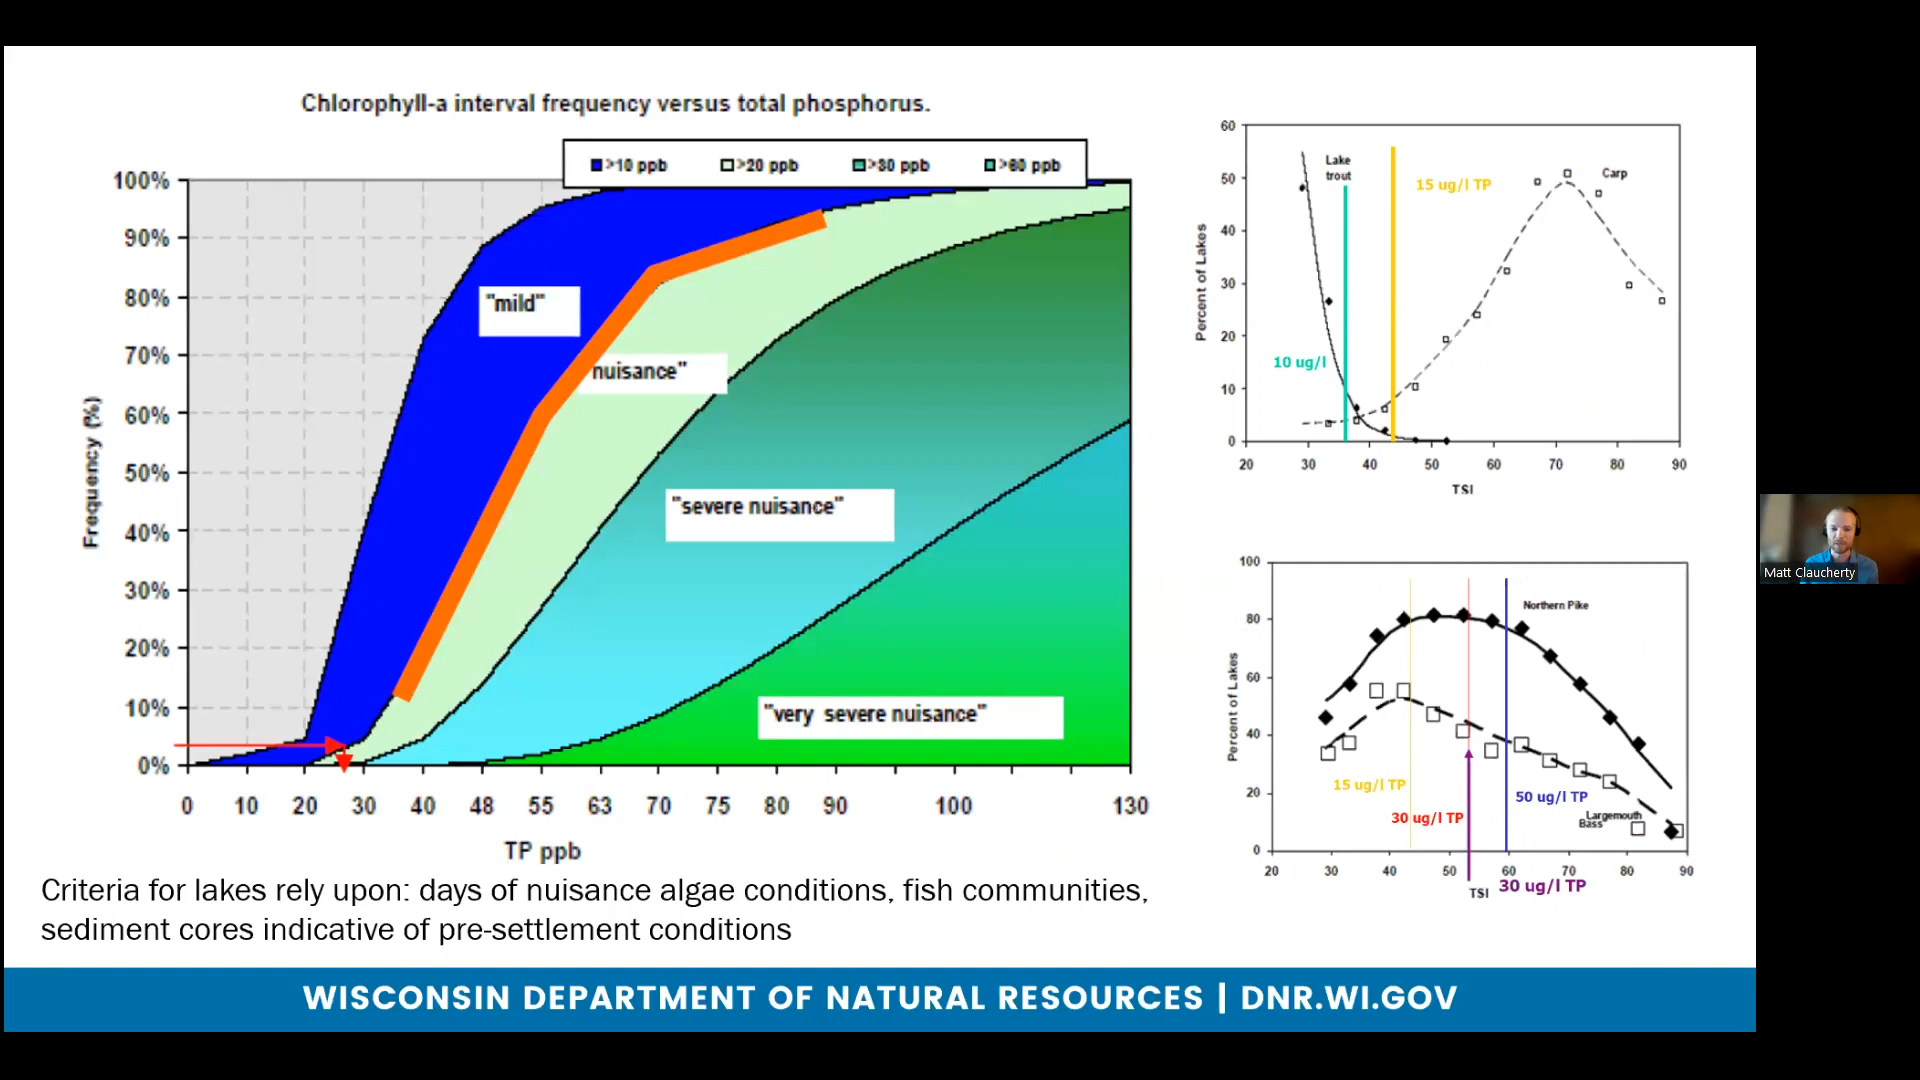 Chlorophyll-a interval frequency versus total phosphorus.
>10 ppb >20 ppb >30 ppb >60 ppb
100%
90%
80%
70%
60%
50%
40%
30%
20%
10%
0%
Frequency (%)
"mild"
nuisance"
"severe nuisance"
"very severe nuisance"
0 10 20 30 40 48 55 63 70 75 80 90 100 130
TP ppb
60
50
40
30
20
10
0
Percent of Lakes
Lake
trout
Carp
15 ug/l TP
10 ug/l
20 30 40 50 60 70 80 90
TSI
100
80
60
40
20
0
Percent of Lakes
Northern Pike
15 ug/l TP
50 ug/l TP
30 ug/l TP
Largemouth
Bass
20 30 40 50 60 70 80 90
TSI
30 ug/l TP
Criteria for lakes rely upon: days of nuisance algae conditions, fish communities,
sediment cores indicative of pre-settlement conditions
WISCONSIN DEPARTMENT OF NATURAL RESOURCES | DNR.WI.GOV
Matt Claucherty